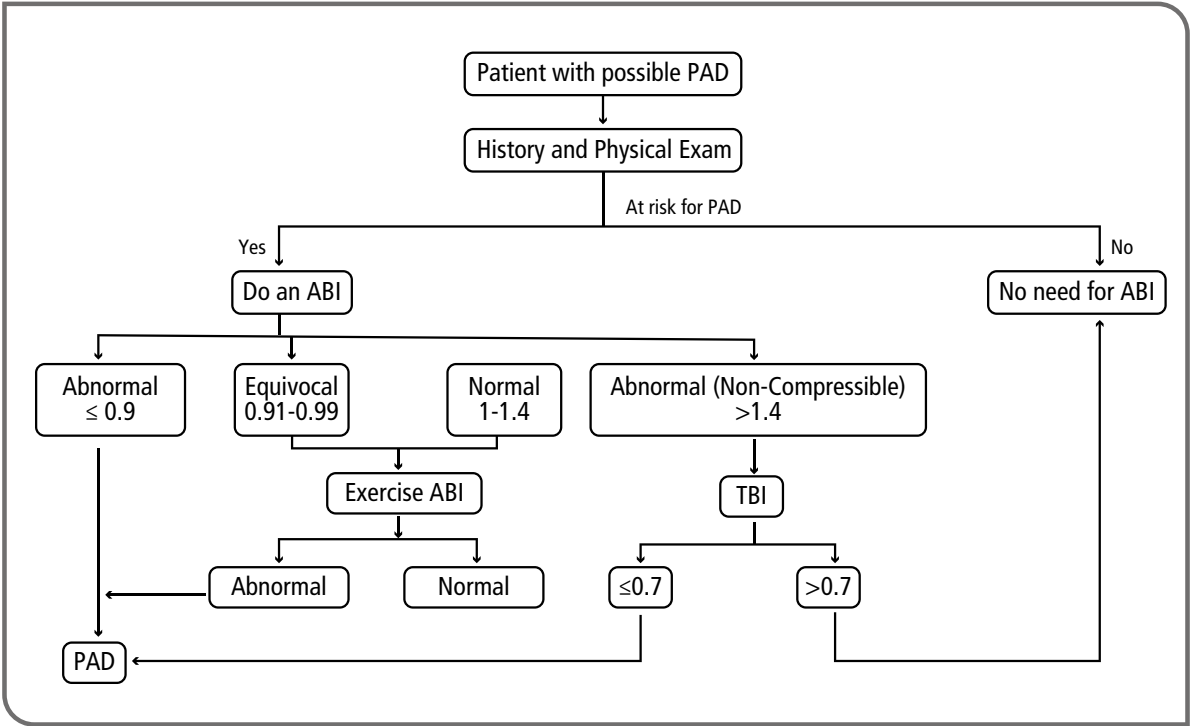 Patient with possible PAD
History and Physical Exam
At risk for PAD
Yes
No
Do an ABI
No need for ABI
Abnormal
≤ 0.9
Equivocal
0.91-0.99
Normal
1-1.4
Abnormal (Non-Compressible)
>1.4
Exercise ABI
TBI
Abnormal
Normal
≤0.7
>0.7
PAD